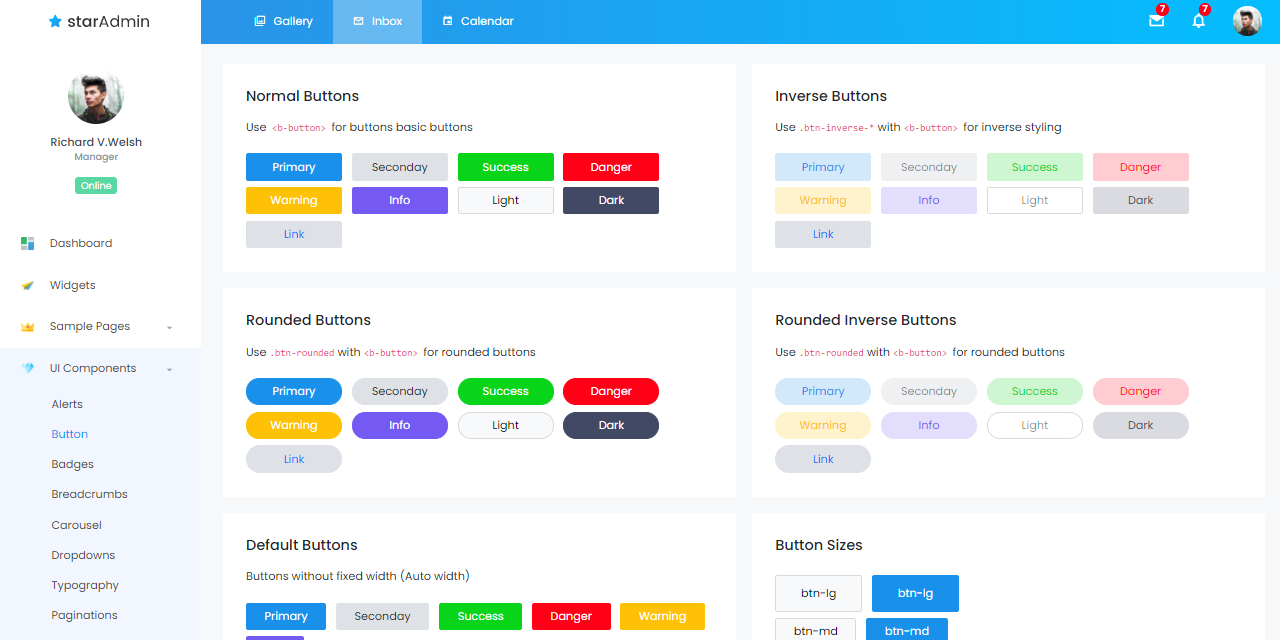 starAdmin
Gallery
Inbox
Calendar
7
7
Richard V.Welsh
Manager
Online
Dashboard
Widgets
Sample Pages
UI Components
Alerts
Button
Badges
Breadcrumbs
Carousel
Dropdowns
Typography
Paginations
Normal Buttons
Use <b-button> for buttons basic buttons
Primary Seconday Success Danger
Warning Info Light Dark
Link
Inverse Buttons
Use .btn-inverse-* with <b-button> for inverse styling
Primary Seconday Success Danger
Warning Info Light Dark
Link
Rounded Buttons
Use .btn-rounded with <b-button> for rounded buttons
Primary Seconday Success Danger
Warning Info Light Dark
Link
Rounded Inverse Buttons
Use .btn-rounded with <b-button> for rounded buttons
Primary Seconday Success Danger
Warning Info Light Dark
Link
Default Buttons
Buttons without fixed width (Auto width)
Primary Seconday Success Danger Warning
Button Sizes
btn-lg btn-lg
btn-md btn-md